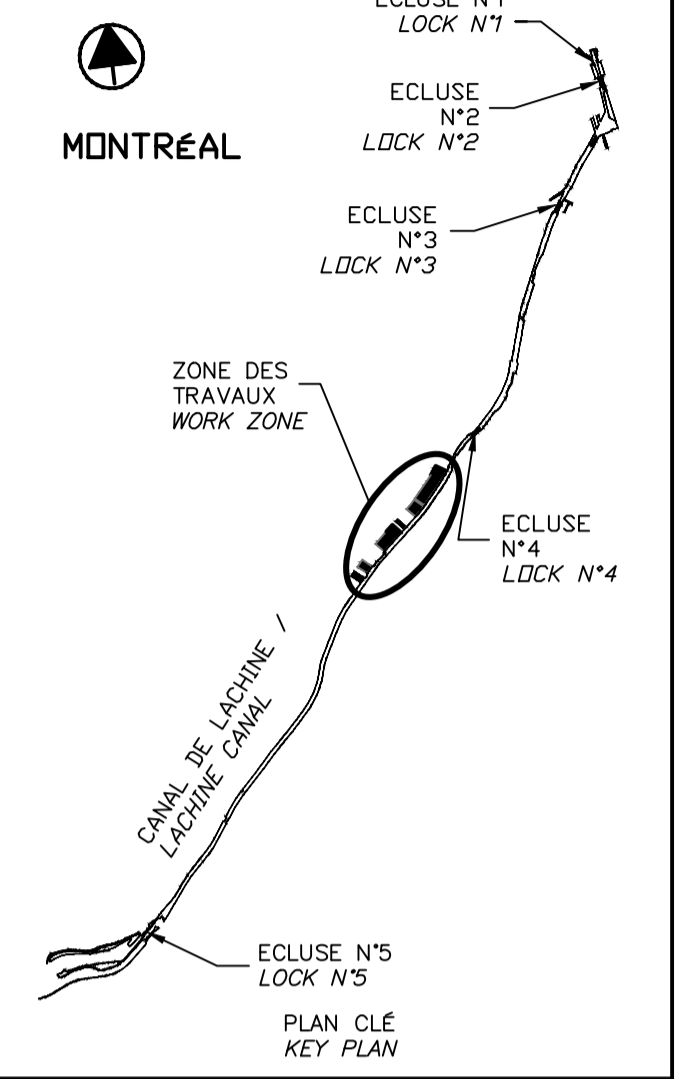 ECLUSE N°1
LOCK N°1
MONTRÉAL
ECLUSE
N°2
LOCK N°2
ECLUSE
N°3
LOCK N°3
ZONE DES
TRAVAUX
WORK ZONE
ECLUSE
N°4
LOCK N°4
CANAL DE LACHINE /
LACHINE CANAL
ECLUSE N°5
LOCK N°5
PLAN CLÉ
KEY PLAN